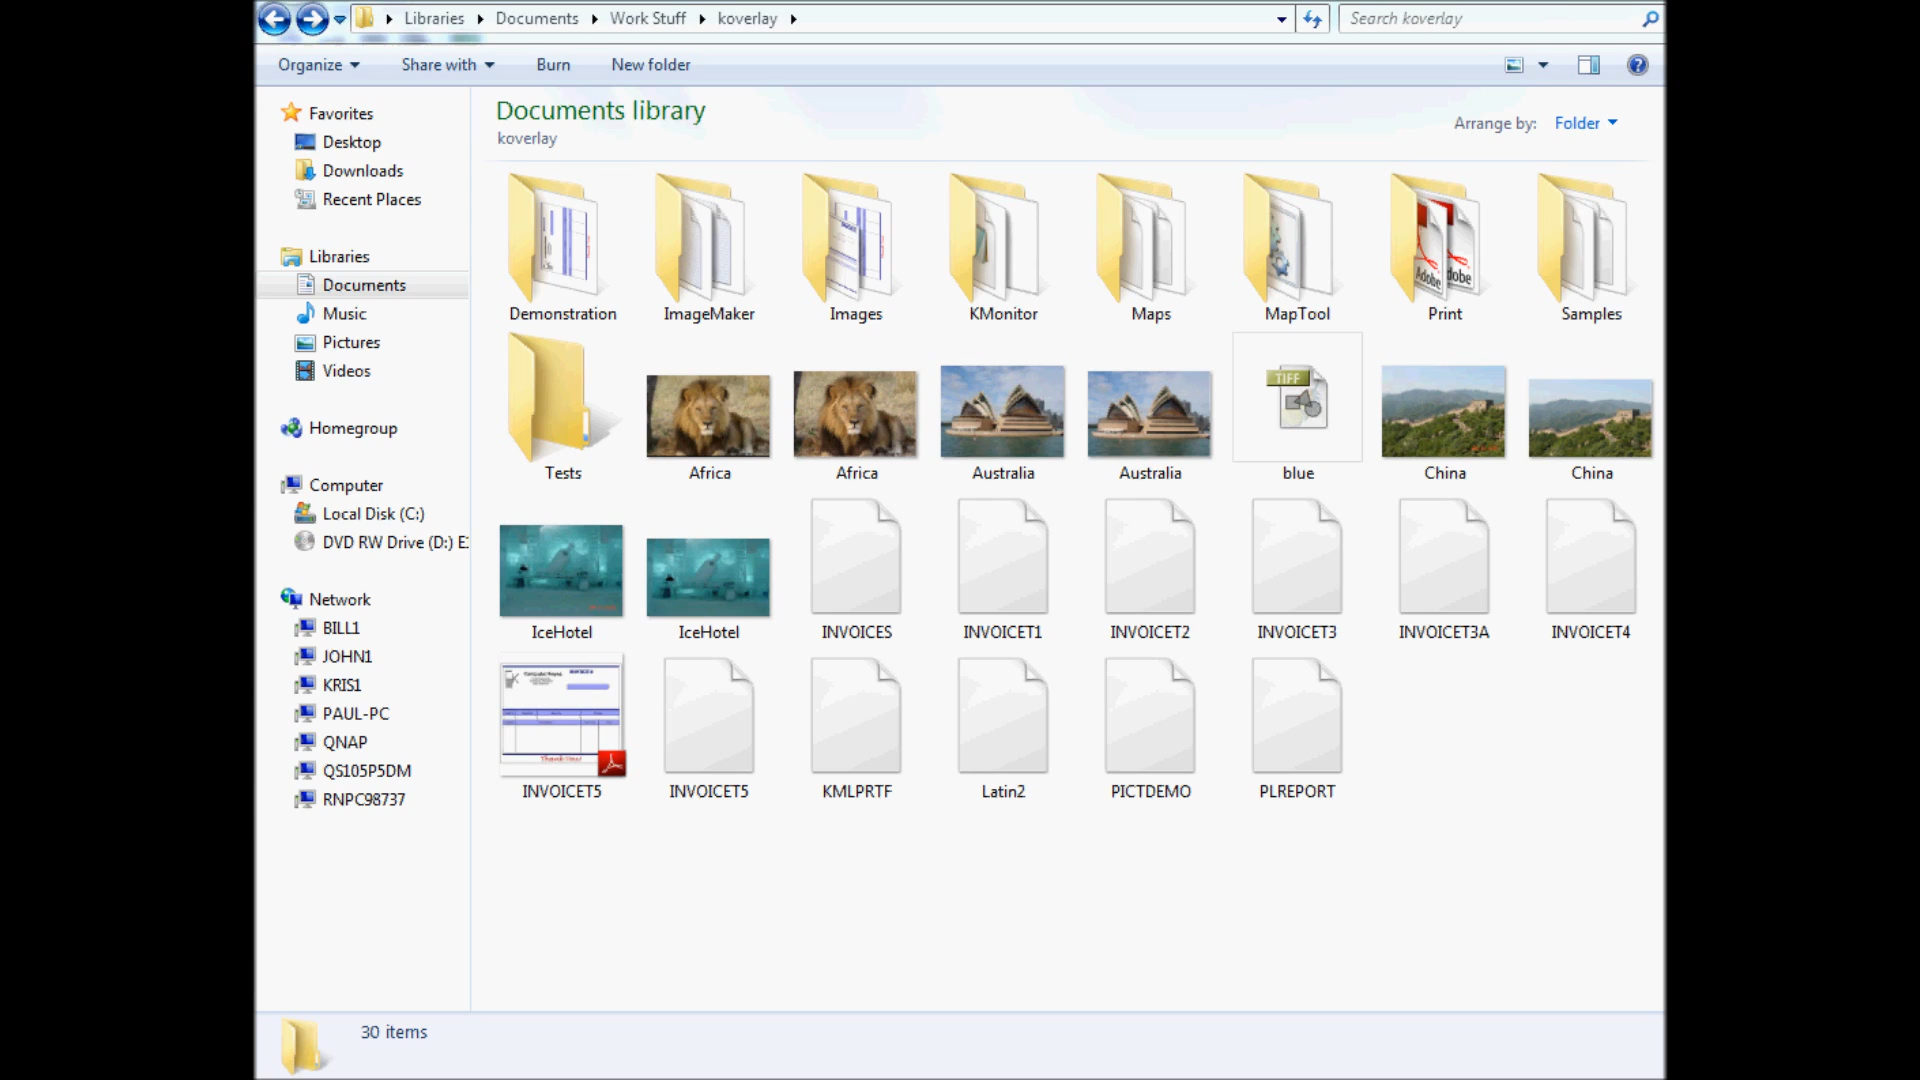 Libraries Documents Work Stuff koverlay Search koverlay
Organize Share with Burn New folder
Favorites
Desktop
Downloads
Recent Places
Libraries
Documents
Music
Pictures
Videos
Homegroup
Computer
Local Disk (C:)
DVD RW Drive (D:) E:
Network
BILL1
JOHN1
KRIS1
PAUL-PC
QNAP
QS105P5DM
RNPC98737
Documents library
koverlay
Arrange by: Folder
Adobe
Demonstration ImageMaker Images KMonitor Maps MapTool Print Samples
TIFF
Tests Africa Africa Australia Australia blue China China
IceHotel IceHotel INVOICES INVOICET1 INVOICET2 INVOICET3 INVOICET3A INVOICET4
Thank You!
INVOICET5 INVOICET5 KMLPRTF Latin2 PICTDEMO PLREPORT
30 items